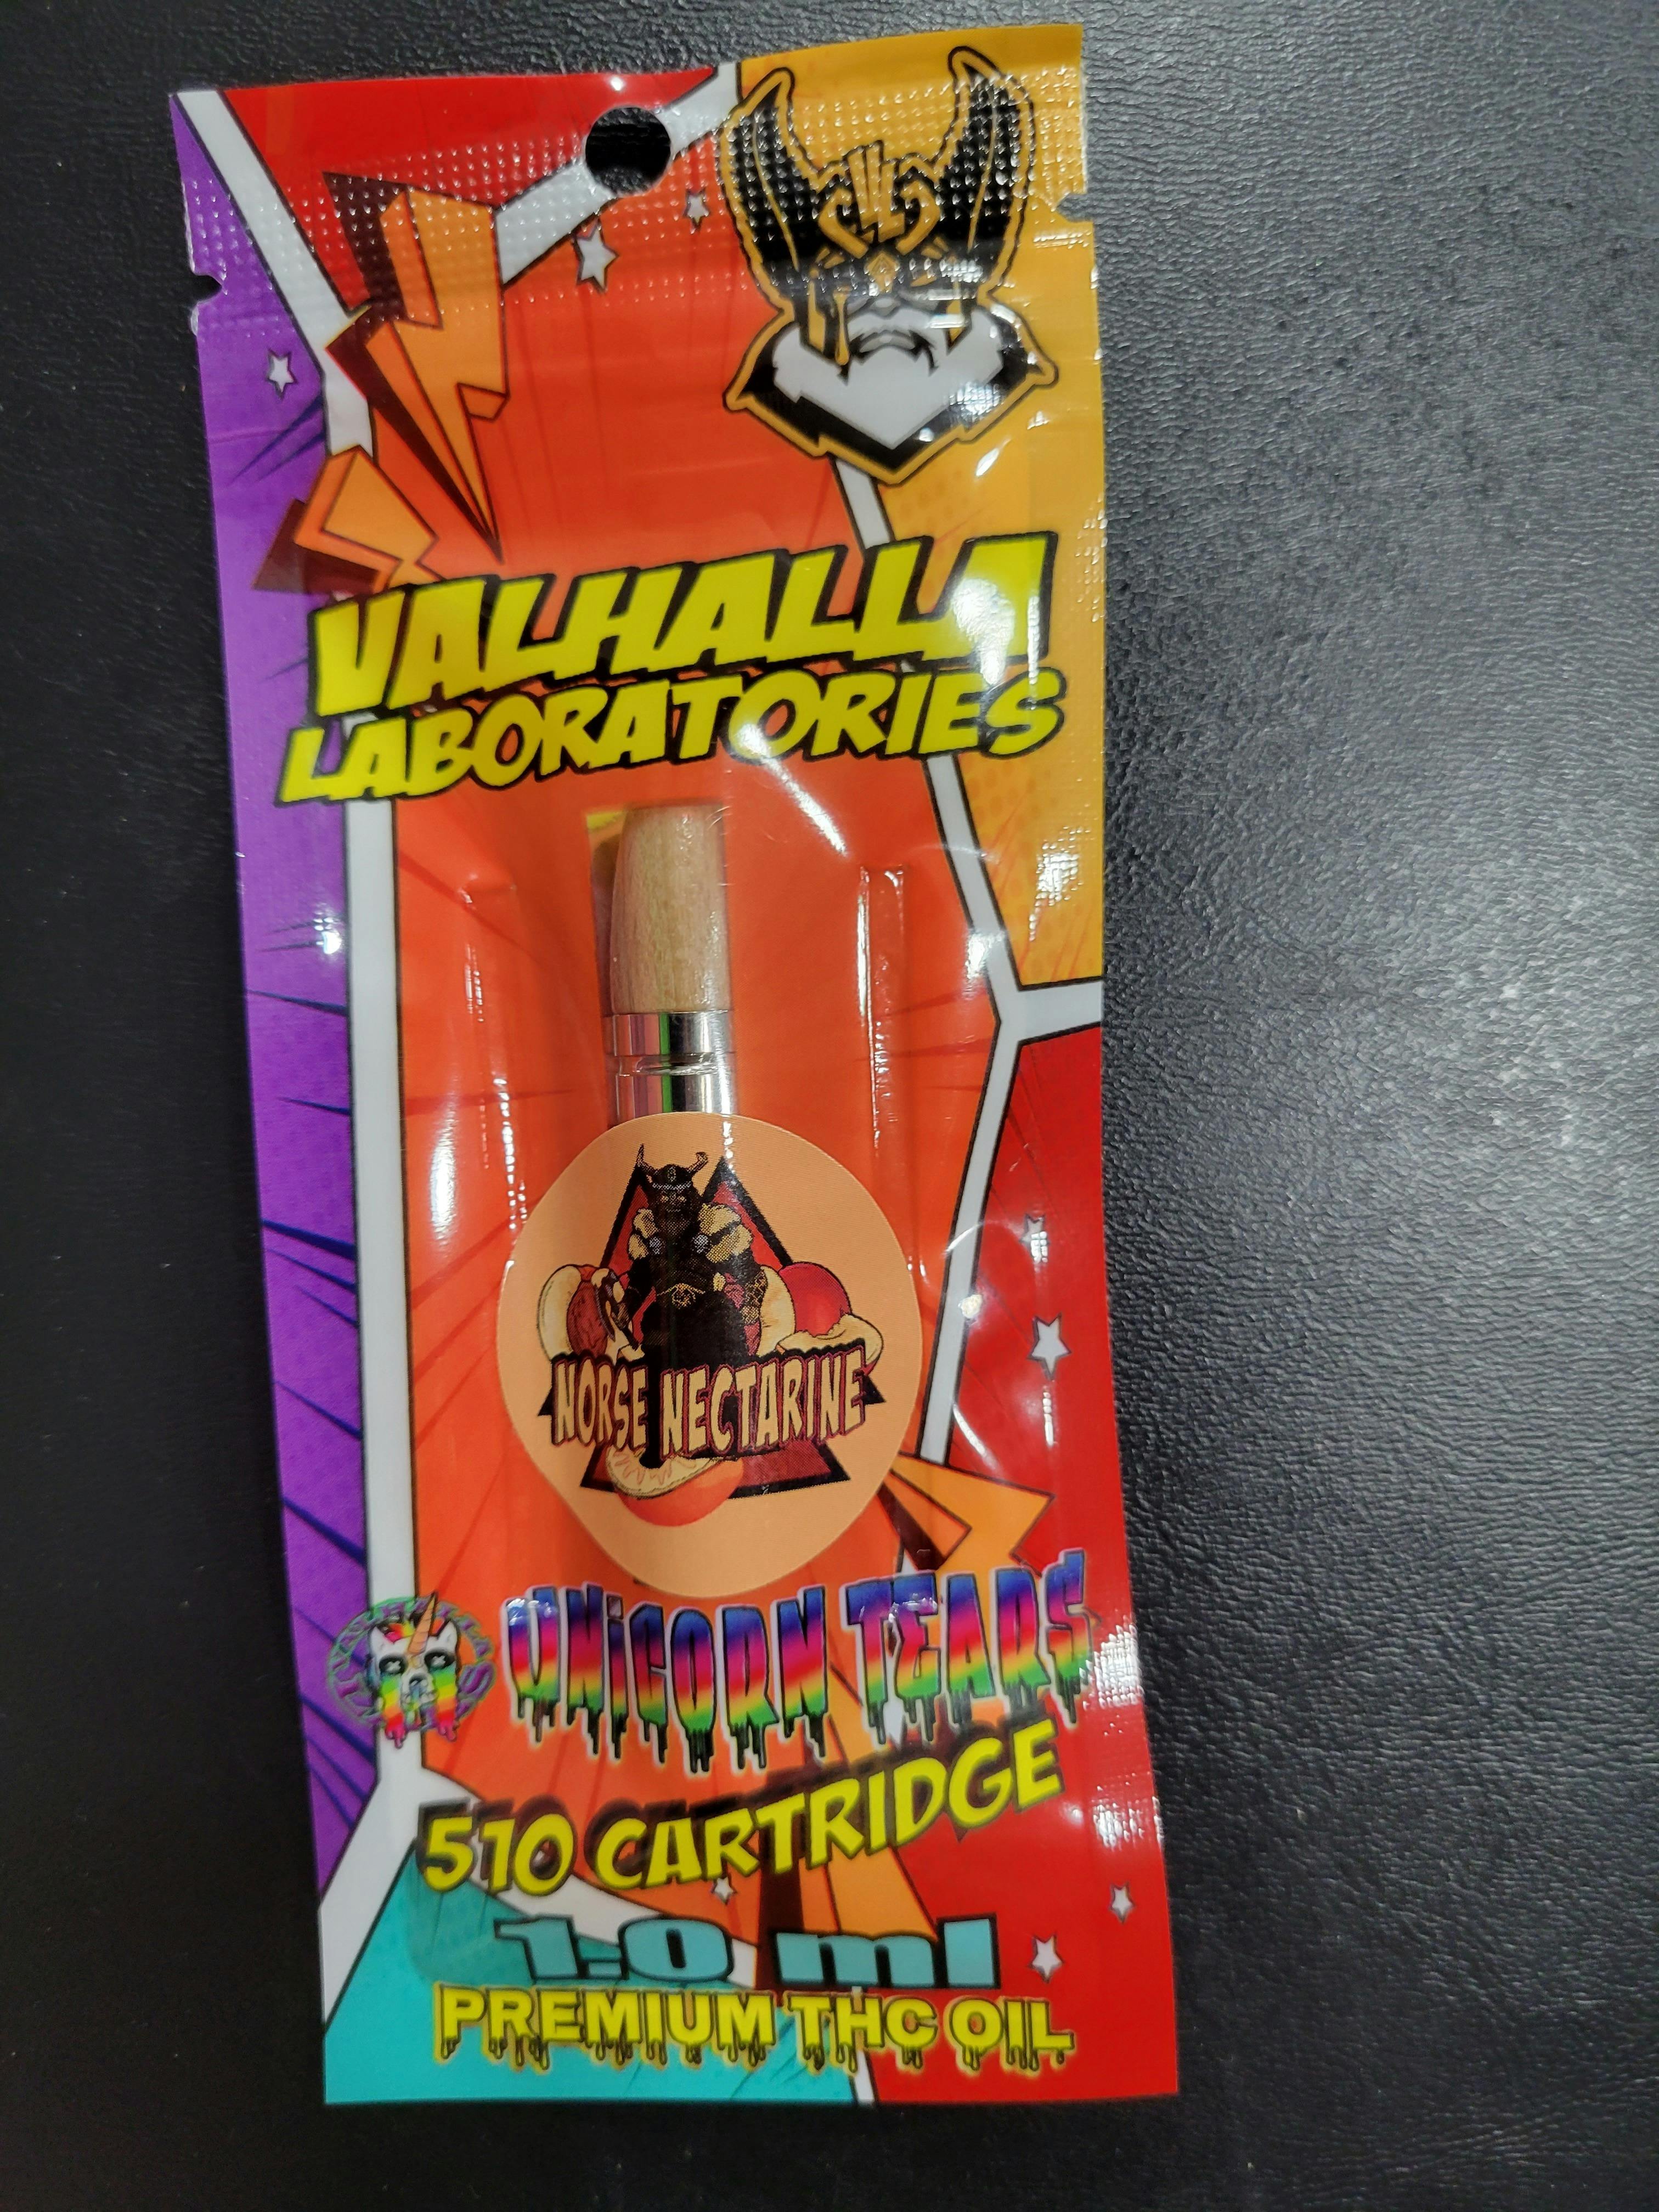 VALHALLA
LABORATORIES
NORSE NECTARINE
UNiCORN TEARS
510 CARTRIDGE
1.0 ml
PREMIUM THC OIL